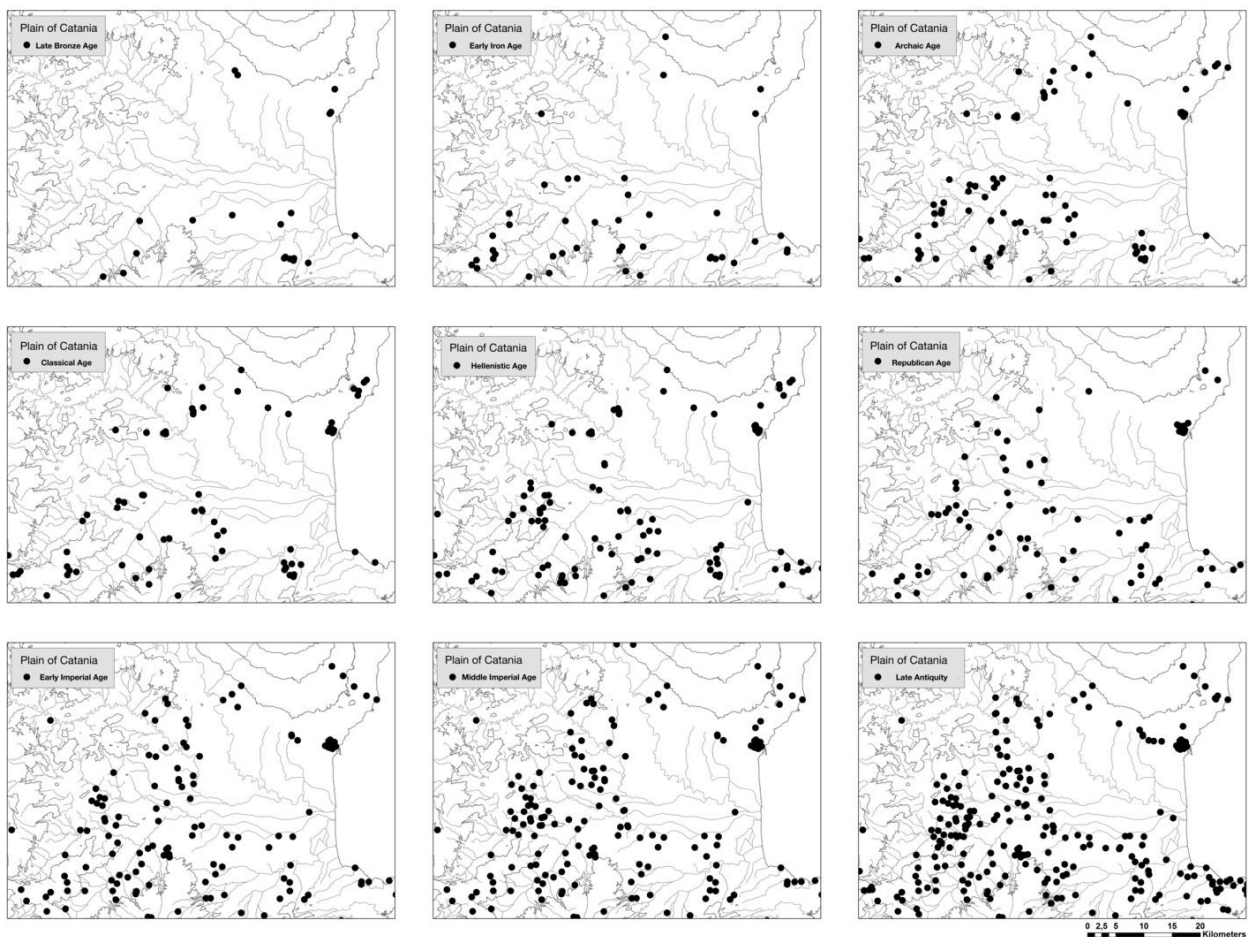 Plain of Catania
Late Bronze Age
Plain of Catania
Early Iron Age
Plain of Catania
Archaic Age
Plain of Catania
Classical Age
Plain of Catania
Hellenistic Age
Plain of Catania
Republican Age
Plain of Catania
Early Imperial Age
Plain of Catania
Middle Imperial Age
Plain of Catania
Late Antiquity
0 2,5 5 10 15 20
Kilometers